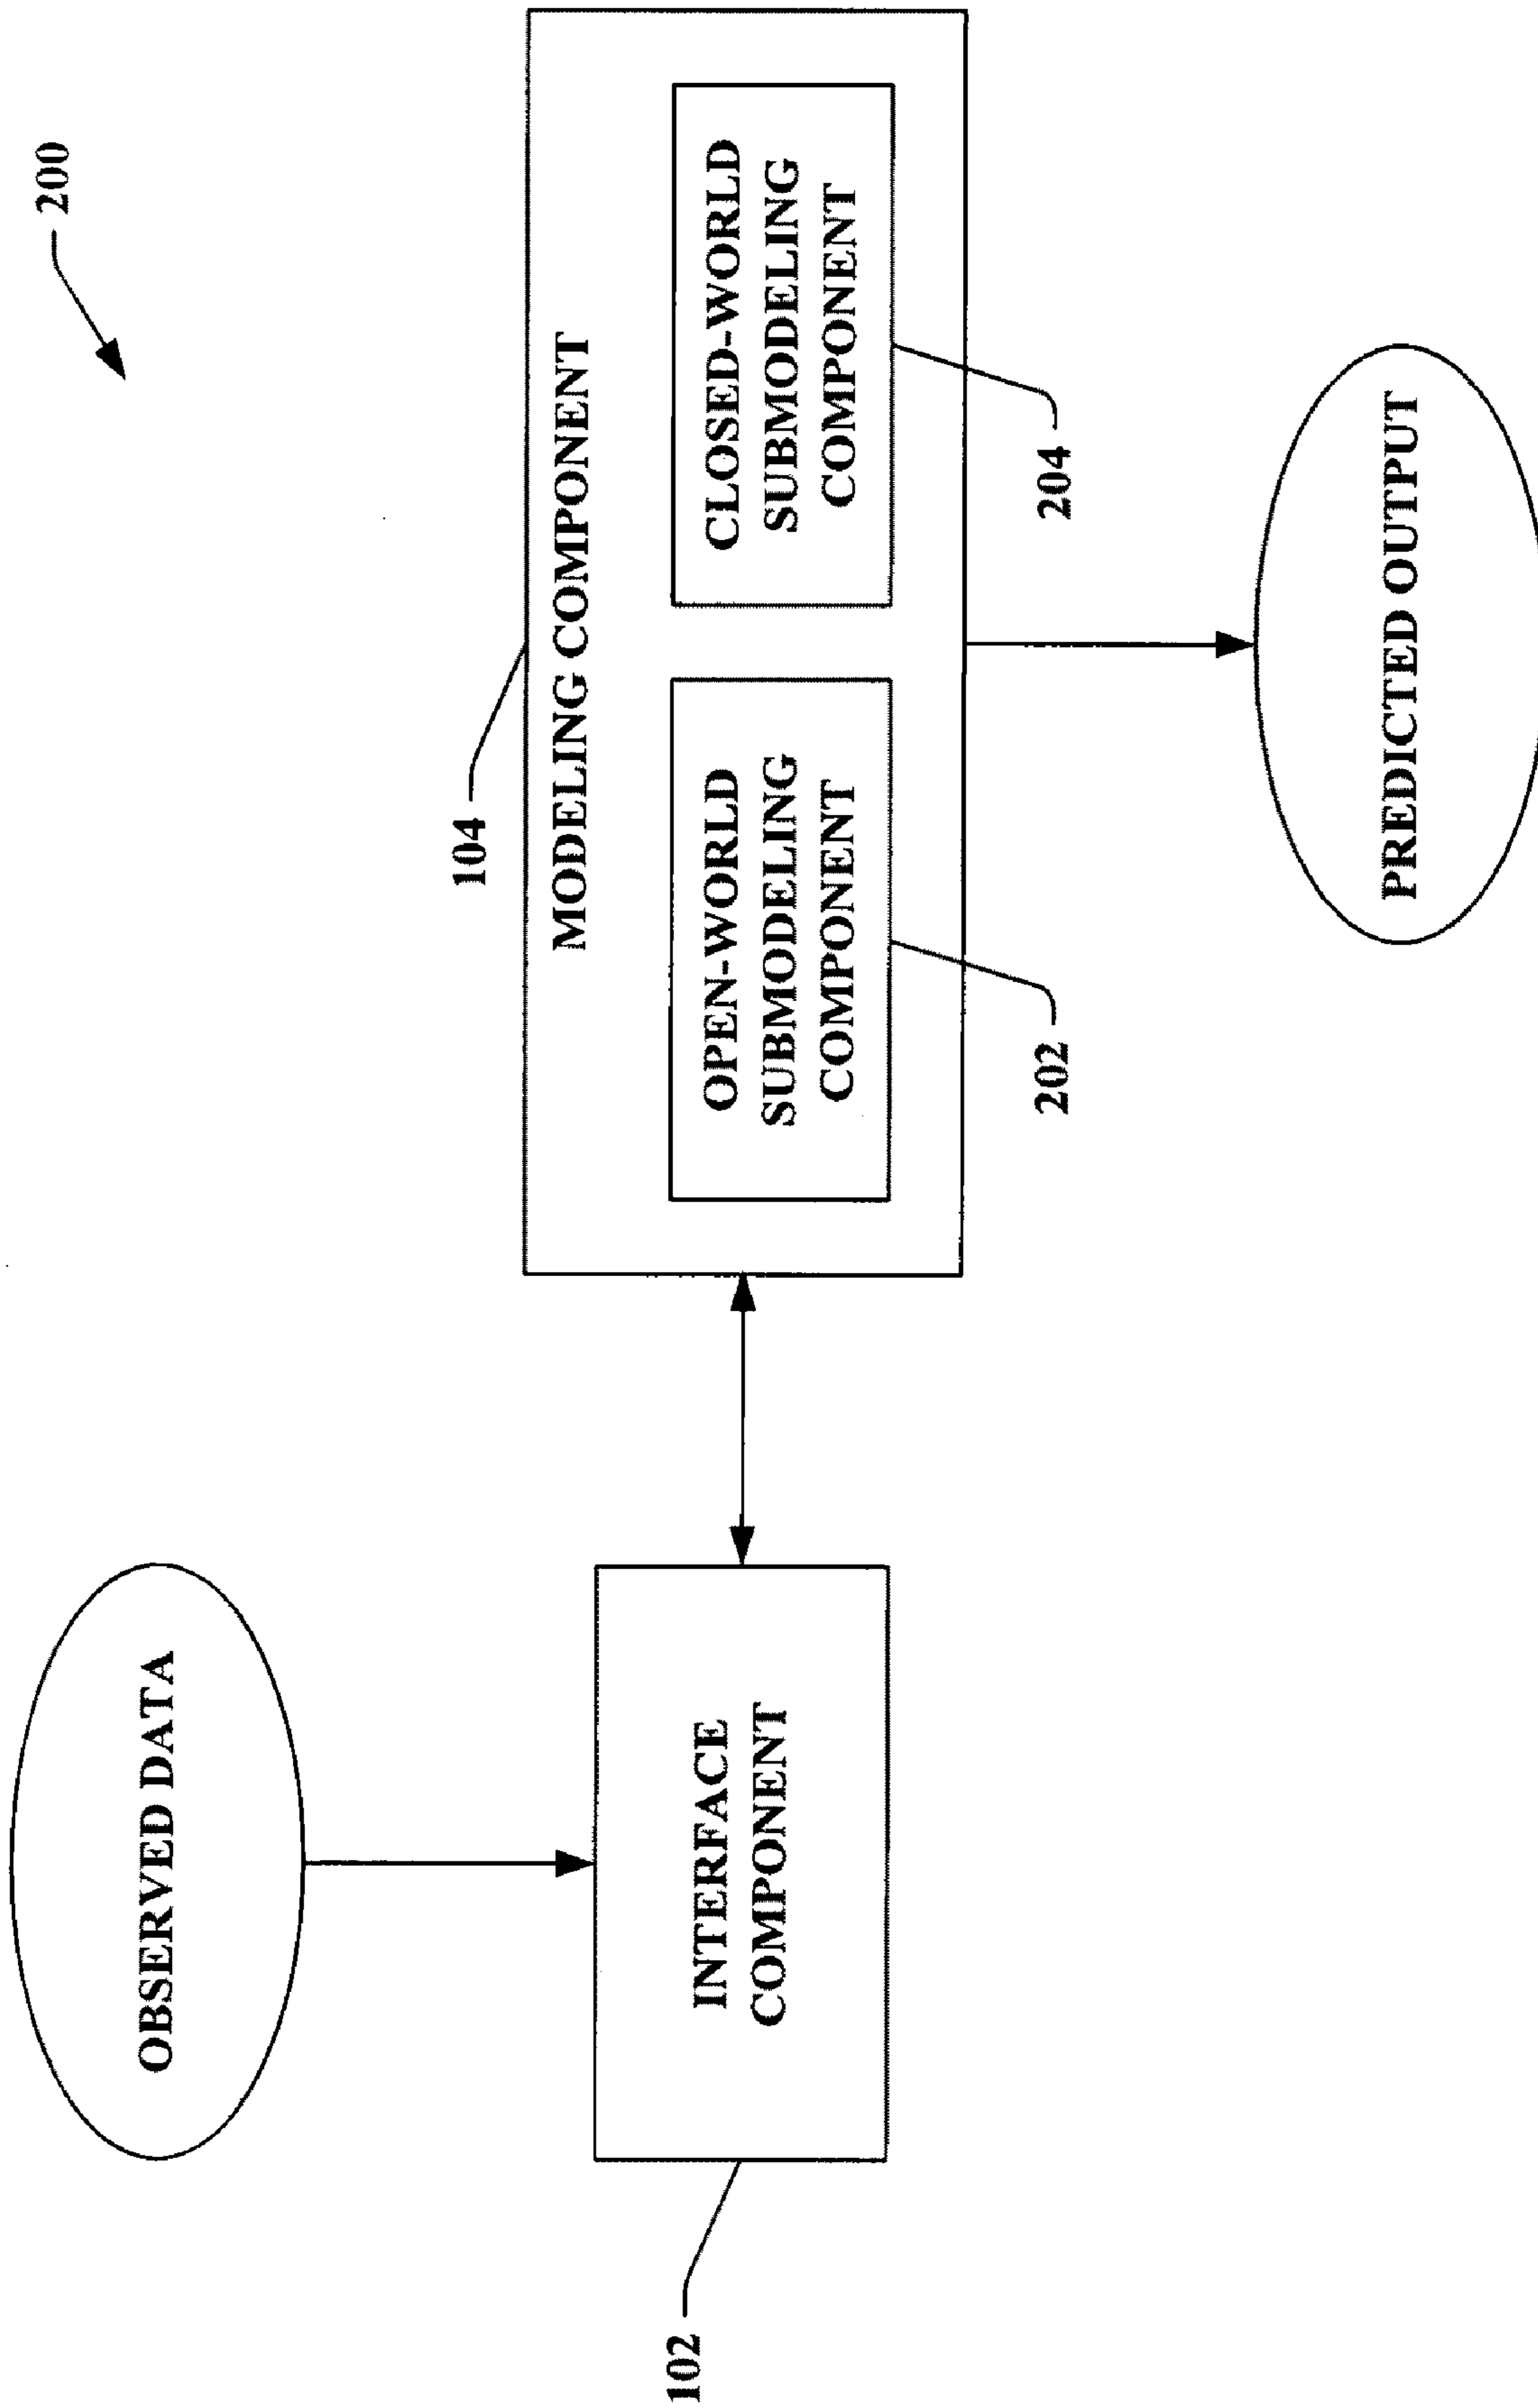 200
OBSERVED DATA
104
MODELING COMPONENT
INTERFACE
COMPONENT
OPEN-WORLD
SUBMODELING
COMPONENT
CLOSED-WORLD
SUBMODELING
COMPONENT
102
202
204
PREDICTED OUTPUT